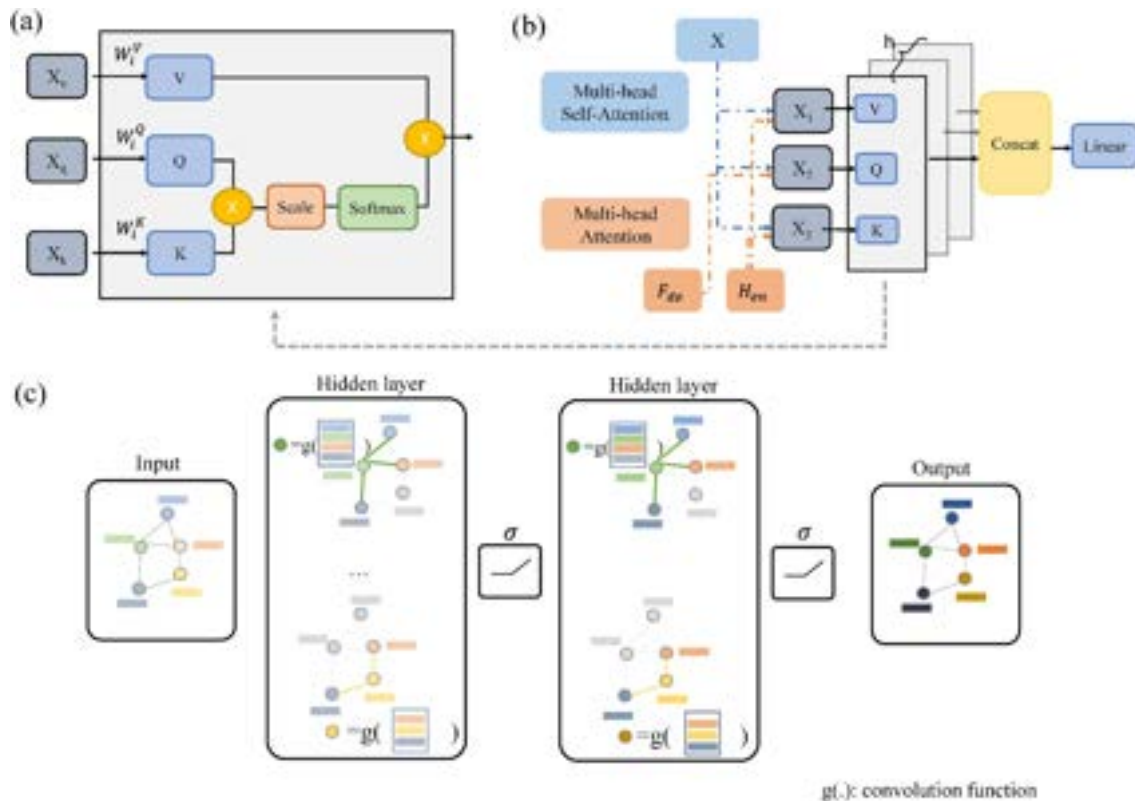 (a)
W_i^V
X_v
V
W_i^Q
X_q
Q
X
X
Scale
Softmax
W_i^K
X_k
K
(b)
X
h
Multi-head
Self-Attention
X_1
V
Concat
Linear
X_2
Q
Multi-head
Attention
X_3
K
F_de
H_en
(c)
Hidden layer
Hidden layer
=g( )
=g( )
Input
Output
σ
σ
...
=g( )
=g( )
g(.): convolution function